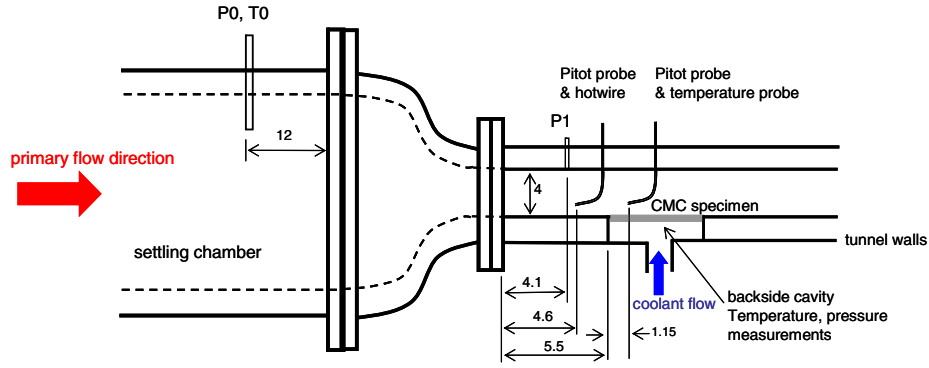 P0, T0
Pitot probe
& hotwire
Pitot probe
& temperature probe
P1
12
primary flow direction
4
CMC specimen
settling chamber
tunnel walls
4.1
coolant flow
backside cavity
Temperature, pressure
measurements
4.6
1.15
5.5